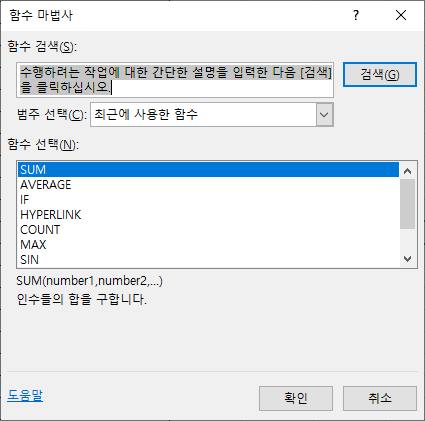 함수 마법사
함수 검색(S):
수행하려는 작업에 대한 간단한 설명을 입력한 다음 [검색]
을 클릭하십시오.
검색(G)
범주 선택(C): 최근에 사용한 함수
함수 선택(N):
SUM
AVERAGE
IF
HYPERLINK
COUNT
MAX
SIN
SUM(number1,number2,...)
인수들의 합을 구합니다.
도움말
확인
취소